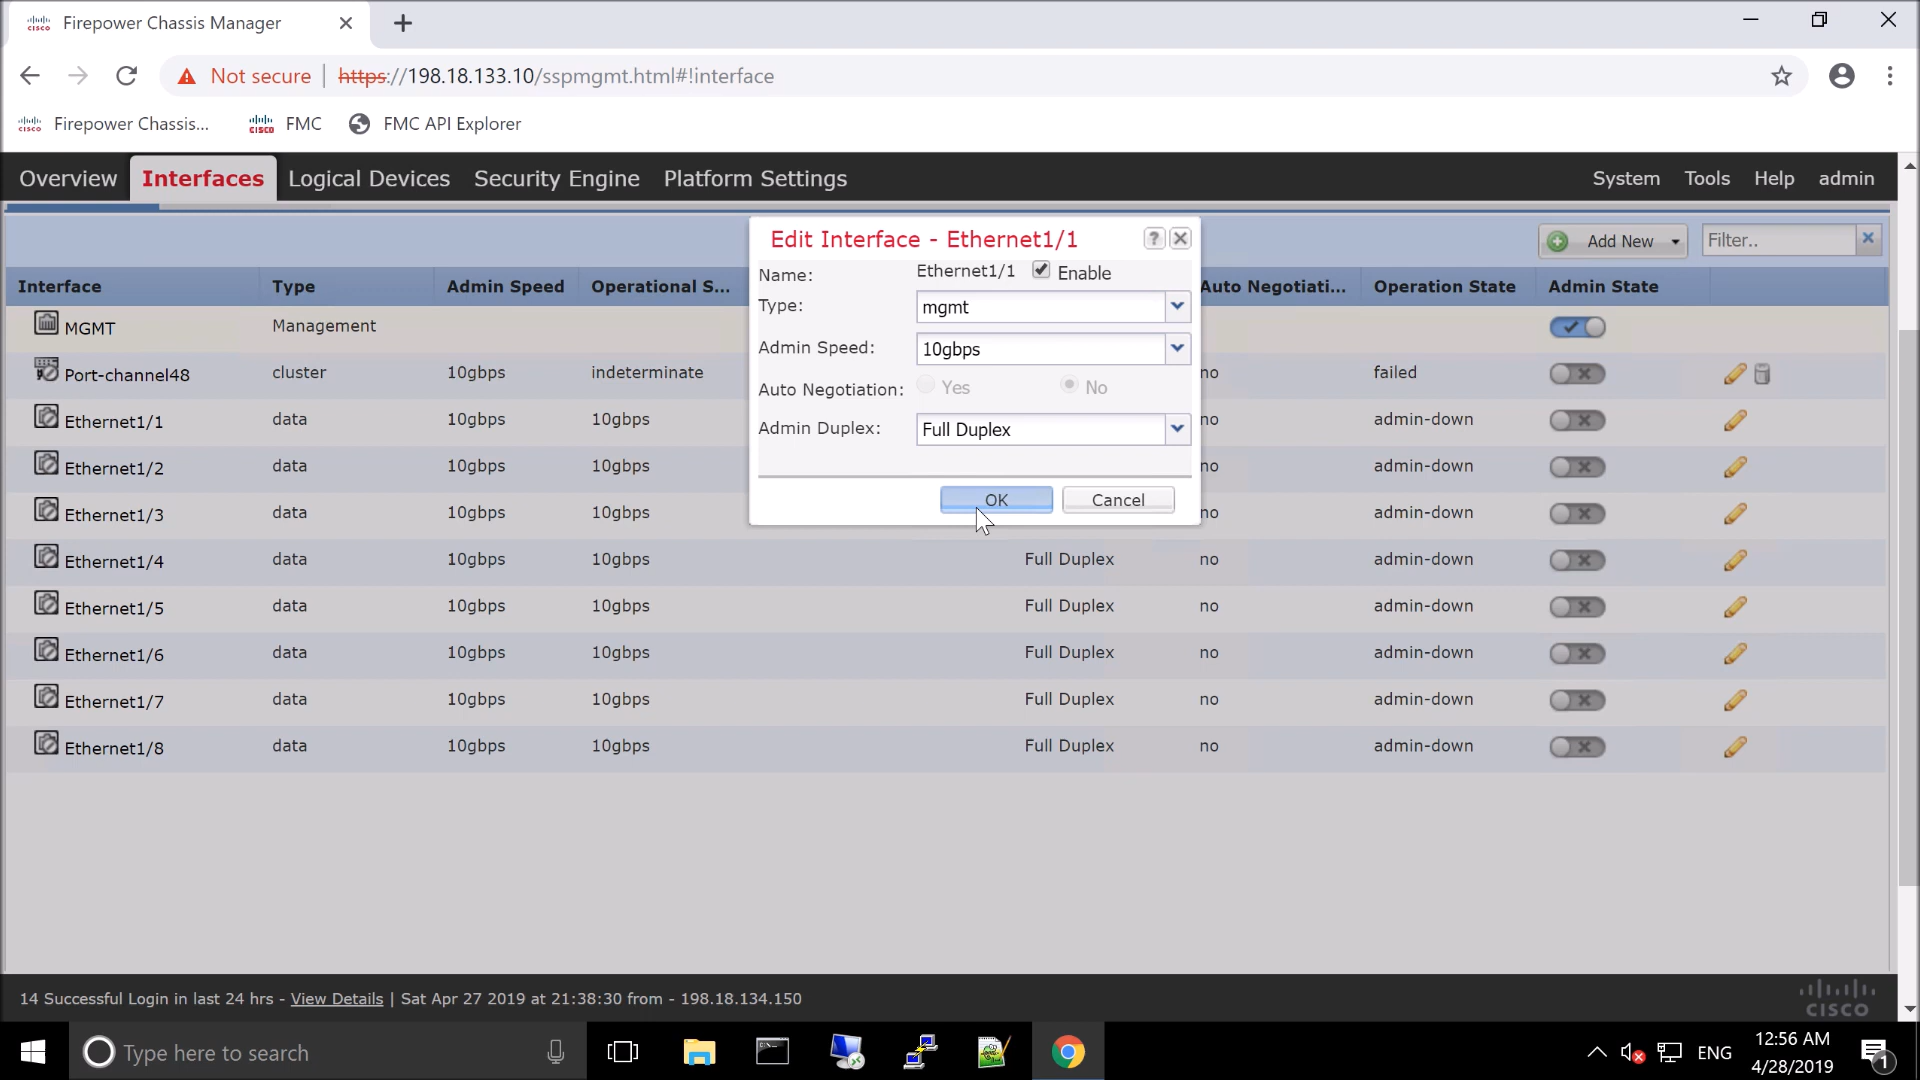 Firepower Chassis Manager
Not secure https://198.18.133.10/sspmgmt.html#!interface
Firepower Chassis... CISCO FMC FMC API Explorer
Overview Interfaces Logical Devices Security Engine Platform Settings System Tools Help admin
Add New Filter..
Interface Type Admin Speed Operational S... Auto Negotiati... Operation State Admin State
MGMT Management
Port-channel48 cluster 10gbps indeterminate no failed
Ethernet1/1 data 10gbps 10gbps no admin-down
Ethernet1/2 data 10gbps 10gbps no admin-down
Ethernet1/3 data 10gbps 10gbps no admin-down
Ethernet1/4 data 10gbps 10gbps Full Duplex no admin-down
Ethernet1/5 data 10gbps 10gbps Full Duplex no admin-down
Ethernet1/6 data 10gbps 10gbps Full Duplex no admin-down
Ethernet1/7 data 10gbps 10gbps Full Duplex no admin-down
Ethernet1/8 data 10gbps 10gbps Full Duplex no admin-down
Edit Interface - Ethernet1/1 ?
Name: Ethernet1/1 Enable
Type: mgmt
Admin Speed: 10gbps
Auto Negotiation: Yes No
Admin Duplex: Full Duplex
OK Cancel
14 Successful Login in last 24 hrs - View Details | Sat Apr 27 2019 at 21:38:30 from - 198.18.134.150
CISCO
Type here to search
ENG
12:56 AM
4/28/2019
1